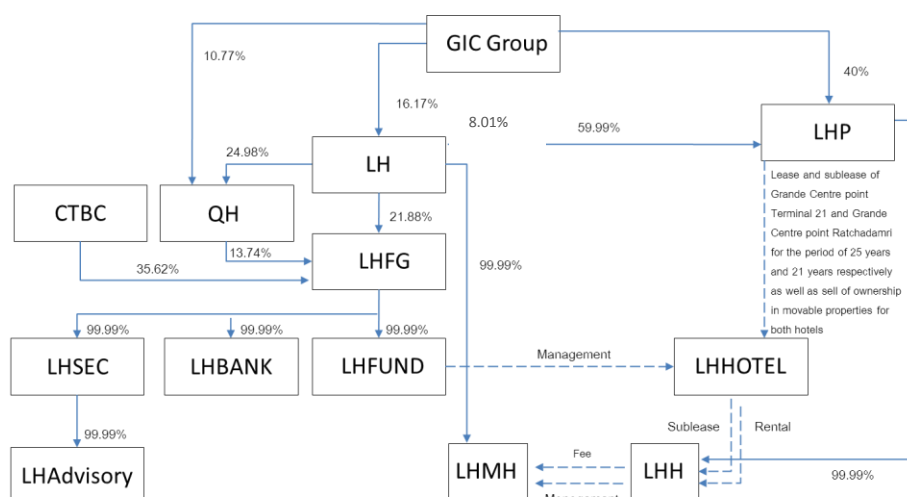 GIC Group
10.77%
40%
16.17%
8.01%
59.99%
LHP
24.98%
LH
Lease and sublease of
Grande Centre point
Terminal 21 and Grande
Centre point Ratchadamri
for the period of 25 years
and 21 years respectively
as well as sell of ownership
in movable properties for
both hotels
CTBC
QH
21.88%
13.74%
LHFG
35.62%
99.99%
99.99%
99.99%
99.99%
LHSEC
LHBANK
LHFUND
Management
LHHOTEL
99.99%
Sublease
Rental
LHAdvisory
LHMH
Fee
LHH
99.99%
Management